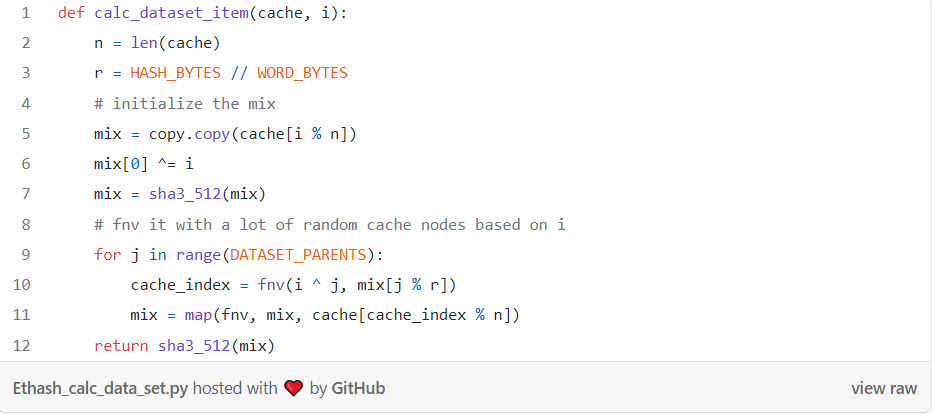 1 def calc_dataset_item(cache, i):
2 n = len(cache)
3 r = HASH_BYTES // WORD_BYTES
4 # initialize the mix
5 mix = copy.copy(cache[i % n])
6 mix[0] ^= i
7 mix = sha3_512(mix)
8 # fnv it with a lot of random cache nodes based on i
9 for j in range(DATASET_PARENTS):
10 cache_index = fnv(i ^ j, mix[j % r])
11 mix = map(fnv, mix, cache[cache_index % n])
12 return sha3_512(mix)
Ethash_calc_data_set.py hosted with ❤ by GitHub view raw